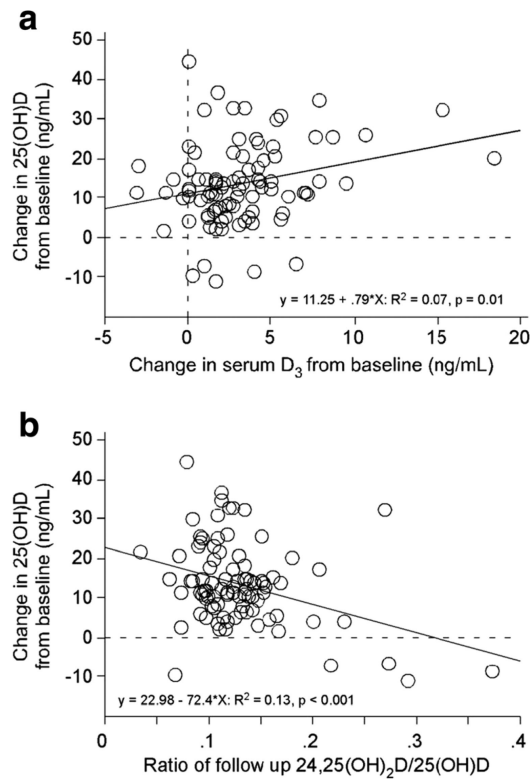 a
50
40
30
20
10
0
-10
Change in 25(OH)D
from baseline (ng/mL)
y = 11.25 + .79*X: R² = 0.07, p = 0.01
-5 0 5 10 15 20
Change in serum D₃ from baseline (ng/mL)
b
50
40
30
20
10
0
-10
Change in 25(OH)D
from baseline (ng/mL)
y = 22.98 - 72.4*X: R² = 0.13, p < 0.001
0 .1 .2 .3 .4
Ratio of follow up 24,25(OH)₂D/25(OH)D